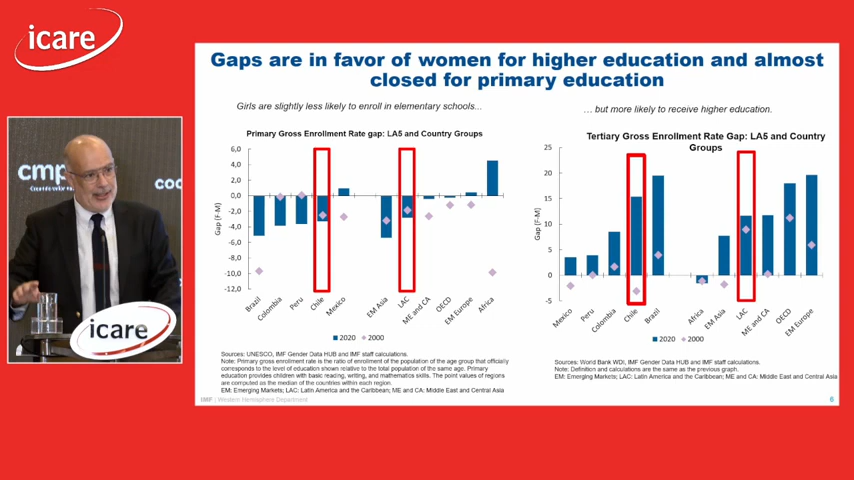 icare
Gaps are in favor of women for higher education and almost
closed for primary education
Girls are slightly less likely to enroll in elementary schools...
… but more likely to receive higher education.
Primary Gross Enrollment Rate gap: LA5 and Country Groups
Gap (F-M)
6,0
4,0
2,0
0,0
-2,0
-4,0
-6,0
-8,0
-10,0
-12,0
Brazil
Colombia
Peru
Chile
Mexico
EM Asia
LAC
ME and CA
OECD
EM Europe
Africa
2020
2000
Sources: UNESCO, IMF Gender Data HUB and IMF staff calculations.
Note: Primary gross enrollment rate is the ratio of enrollment of the population of the age group that officially
corresponds to the level of education shown relative to the total population of the same age. Primary
education provides children with basic reading, writing, and mathematics skills. The point values of regions
are computed as the median of the countries within each region.
EM: Emerging Markets; LAC: Latin America and the Caribbean; ME and CA: Middle East and Central Asia
Tertiary Gross Enrollment Rate Gap: LA5 and Country
Groups
Gap (F-M)
25
20
15
10
5
0
-5
Mexico
Peru
Colombia
Chile
Brazil
Africa
EM Asia
LAC
ME and CA
OECD
EM Europe
2020
2000
Sources: World Bank WDI, IMF Gender Data HUB and IMF staff calculations.
Note: Definition and calculations are the same as the previous graph.
EM: Emerging Markets; LAC: Latin America and the Caribbean; ME and CA: Middle East and Central Asia
IMF | Western Hemisphere Department
6
cmp
coc
icare